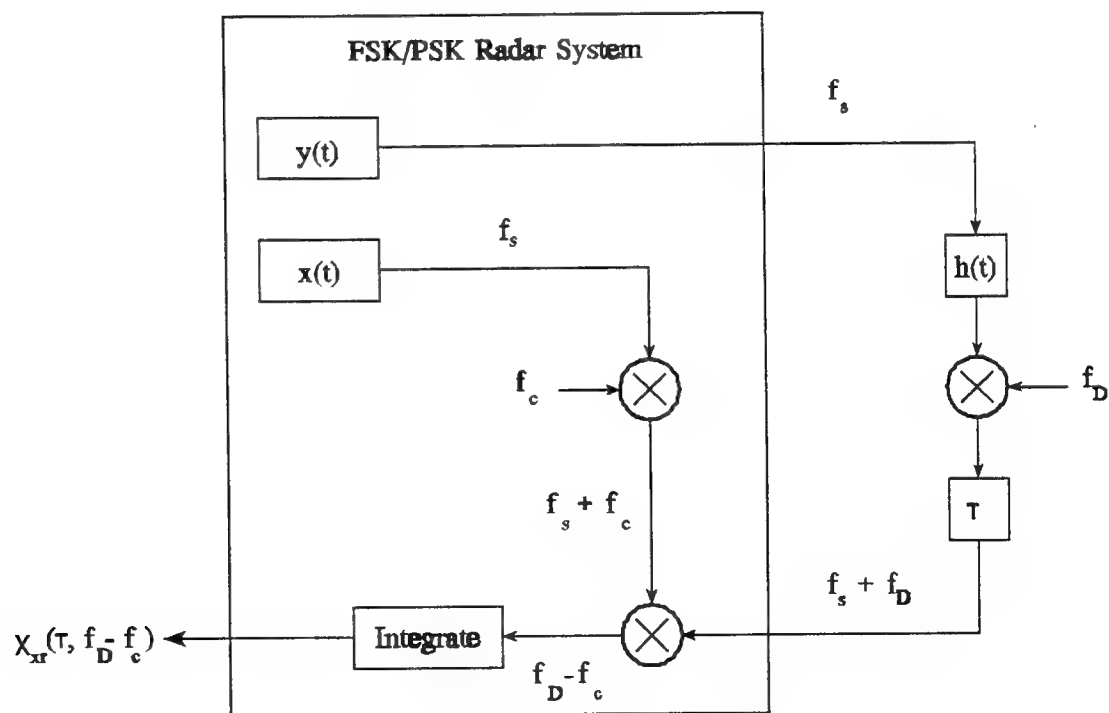 FSK/PSK Radar System
f_s
y(t)
f_s
x(t)
h(t)
f_c
f_D
f_s + f_c
τ
f_s + f_D
χ_xr(τ, f_D - f_c)
Integrate
f_D - f_c